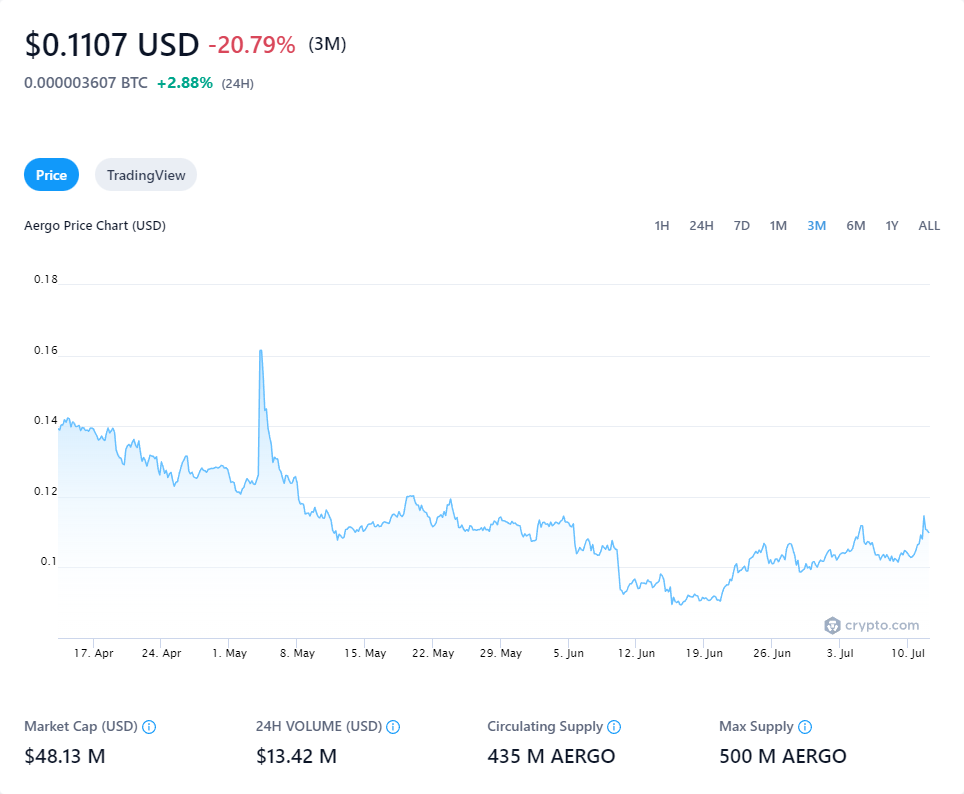 $0.1107 USD -20.79% (3M)
0.000003607 BTC +2.88% (24H)
Price TradingView
Aergo Price Chart (USD) 1H 24H 7D 1M 3M 6M 1Y ALL
0.18
0.16
0.14
0.12
0.1
crypto.com
17. Apr 24. Apr 1. May 8. May 15. May 22. May 29. May 5. Jun 12. Jun 19. Jun 26. Jun 3. Jul 10. Jul
Market Cap (USD) 24H VOLUME (USD) Circulating Supply Max Supply
$48.13 M $13.42 M 435 M AERGO 500 M AERGO